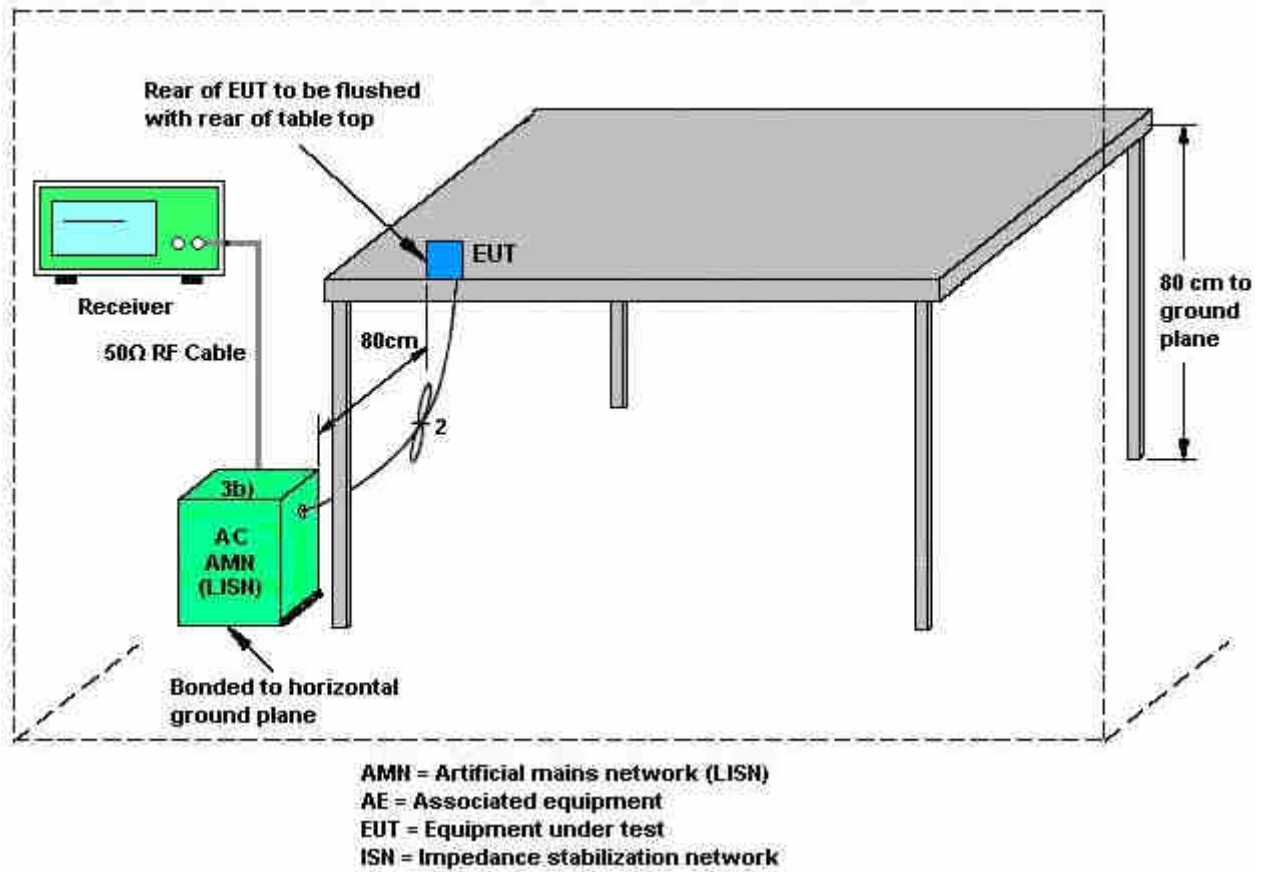 Rear of EUT to be flushed
with rear of table top
EUT
Receiver
50Ω RF Cable
80cm
2
80 cm to
ground
plane
3b)
AC
AMN
(LISN)
Bonded to horizontal
ground plane
AMN = Artificial mains network (LISN)
AE = Associated equipment
EUT = Equipment under test
ISN = Impedance stabilization network